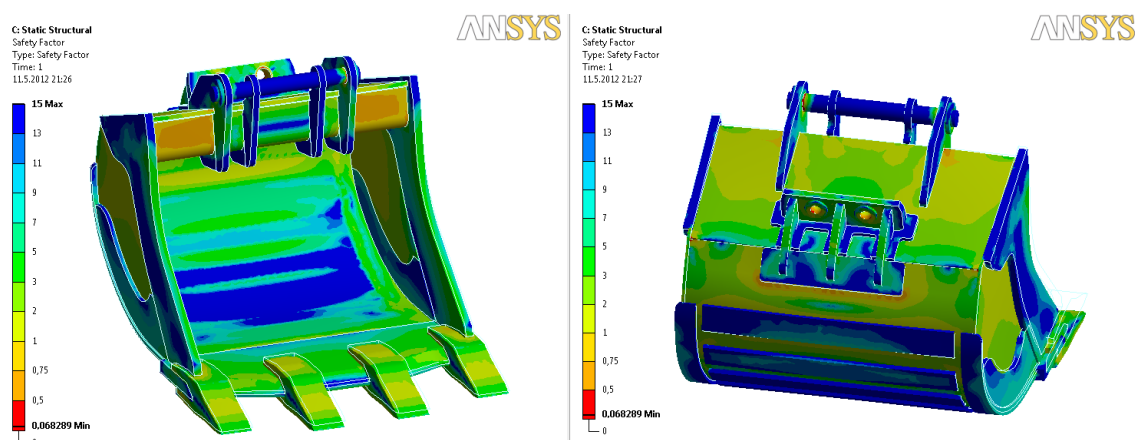 C: Static Structural
Safety Factor
Type: Safety Factor
Time: 1
11.5.2012 21:26
ANSYS
15 Max
13
11
9
7
5
3
2
1
0,75
0,5
0,068289 Min
C: Static Structural
Safety Factor
Type: Safety Factor
Time: 1
11.5.2012 21:27
ANSYS
15 Max
13
11
9
7
5
3
2
1
0,75
0,5
0,068289 Min
0